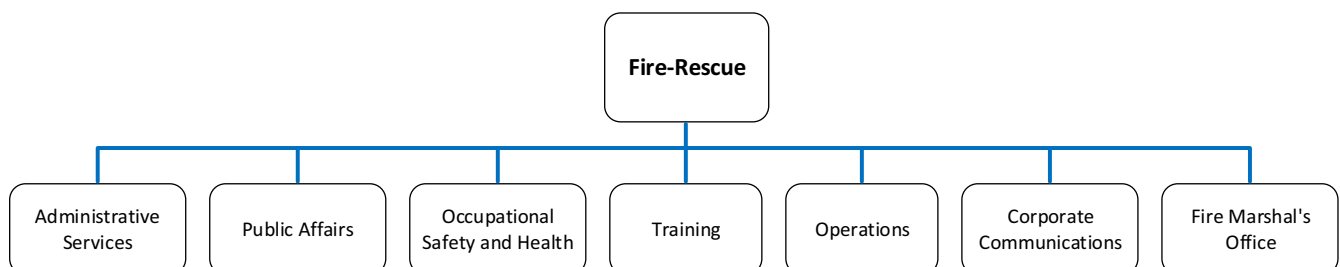 Fire-Rescue
Administrative
Services
Public Affairs
Occupational
Safety and Health
Training
Operations
Corporate
Communications
Fire Marshal's
Office